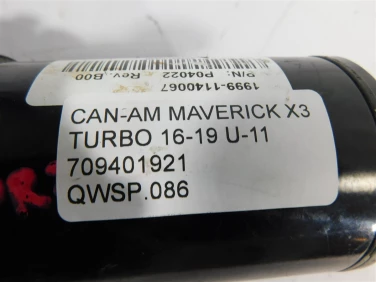 1999-1140067
P/N: P04022 Rev. B00
CAN-AM MAVERICK X3
TURBO 16-19 U-11
709401921
QWSP.086